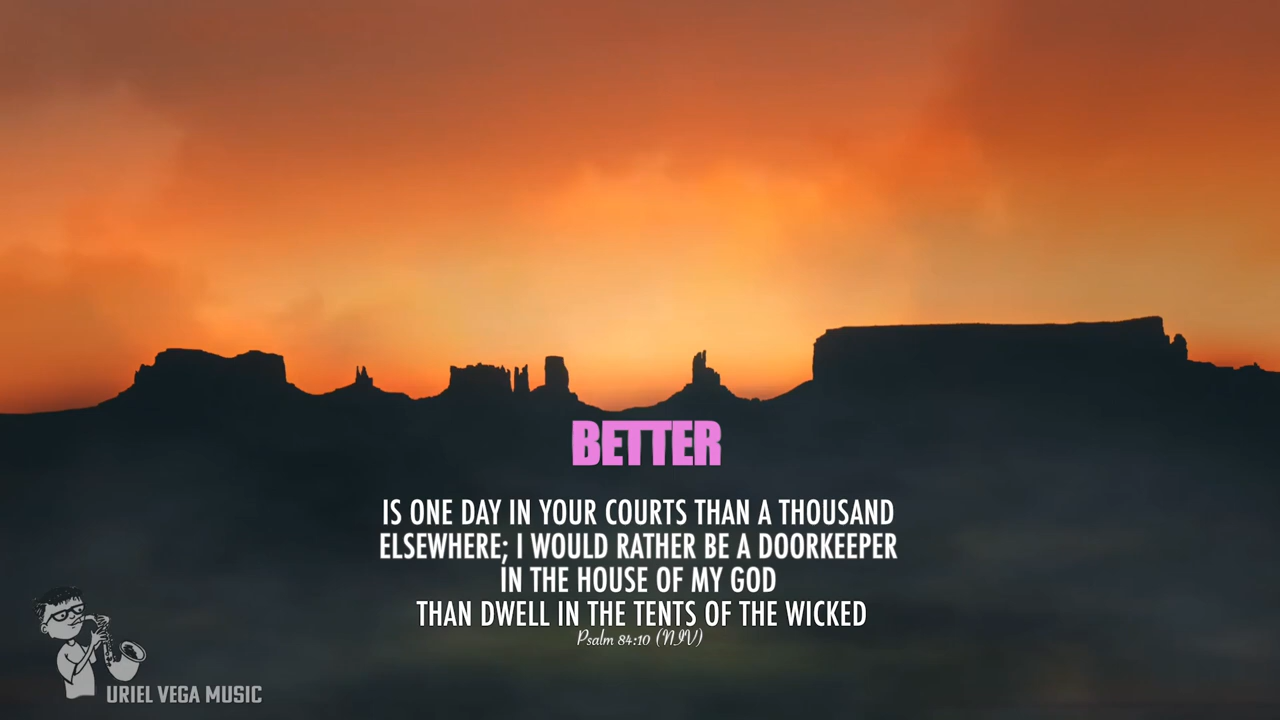 BETTER
IS ONE DAY IN YOUR COURTS THAN A THOUSAND
ELSEWHERE; I WOULD RATHER BE A DOORKEEPER
IN THE HOUSE OF MY GOD
THAN DWELL IN THE TENTS OF THE WICKED
Psalm 84:10 (NIV)
URIEL VEGA MUSIC